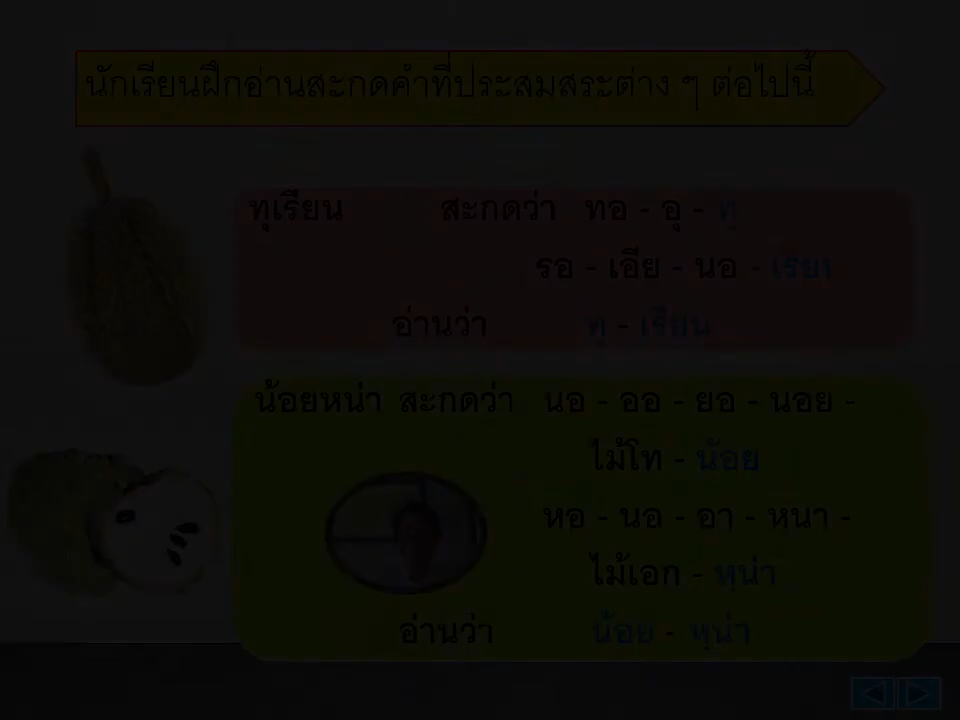 นักเรียนฝึกอ่านสะกดคำที่ประสมสระต่าง ๆ ต่อไปนี้
ทุเรียน สะกดว่า ทอ - อุ - ทุ
รอ - เอีย - นอ - เรียน
อ่านว่า ทุ - เรียน
น้อยหน่า สะกดว่า นอ - ออ - ยอ - นอย -
ไม้โท - น้อย
หอ - นอ - อา - หนา -
ไม้เอก - หน่า
อ่านว่า น้อย - หน่า